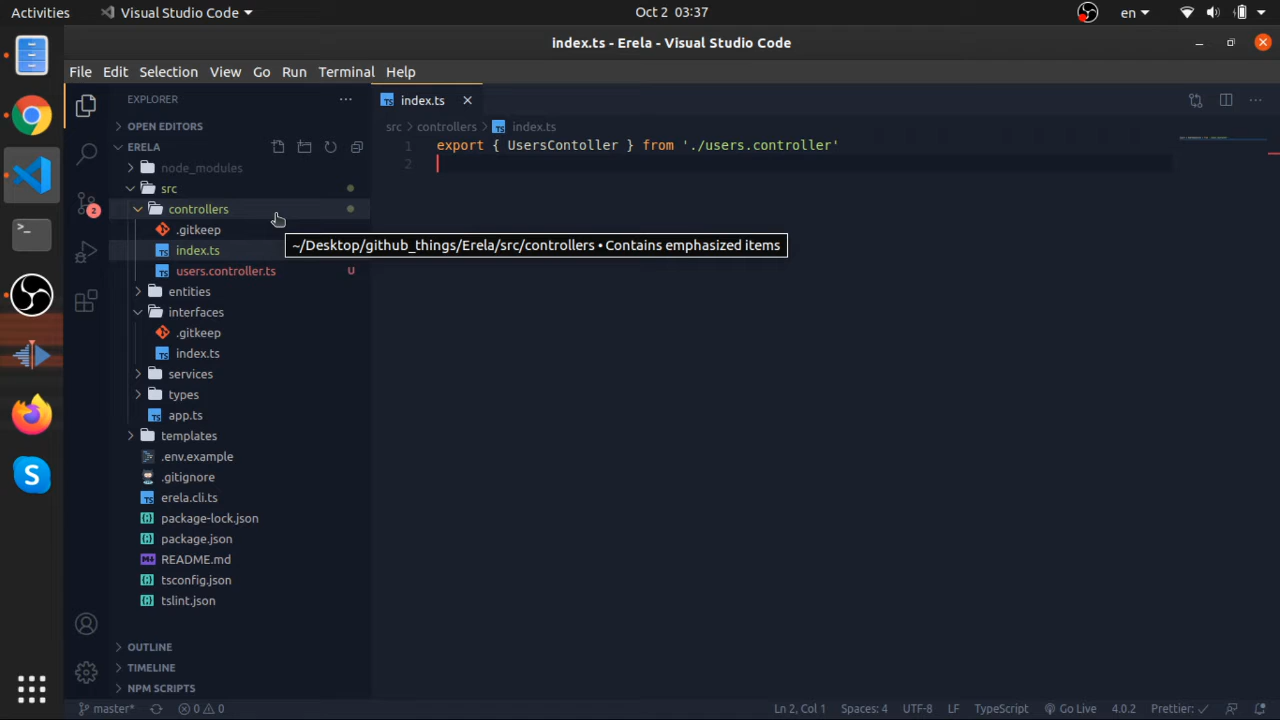 Activities
Visual Studio Code
Oct 2 03:37
en
index.ts - Erela - Visual Studio Code
File Edit Selection View Go Run Terminal Help
EXPLORER
OPEN EDITORS
ERELA
node_modules
src
controllers
.gitkeep
index.ts
users.controller.ts U
entities
interfaces
.gitkeep
index.ts
services
types
app.ts
templates
.env.example
.gitignore
erela.cli.ts
package-lock.json
package.json
README.md
tsconfig.json
tslint.json
OUTLINE
TIMELINE
NPM SCRIPTS
2
index.ts
src controllers index.ts
1 export { UsersContoller } from './users.controller'
2
~/Desktop/github_things/Erela/src/controllers • Contains emphasized items
master* 0 0
Ln 2, Col 1 Spaces: 4 UTF-8 LF TypeScript Go Live 4.0.2 Prettier: ✓